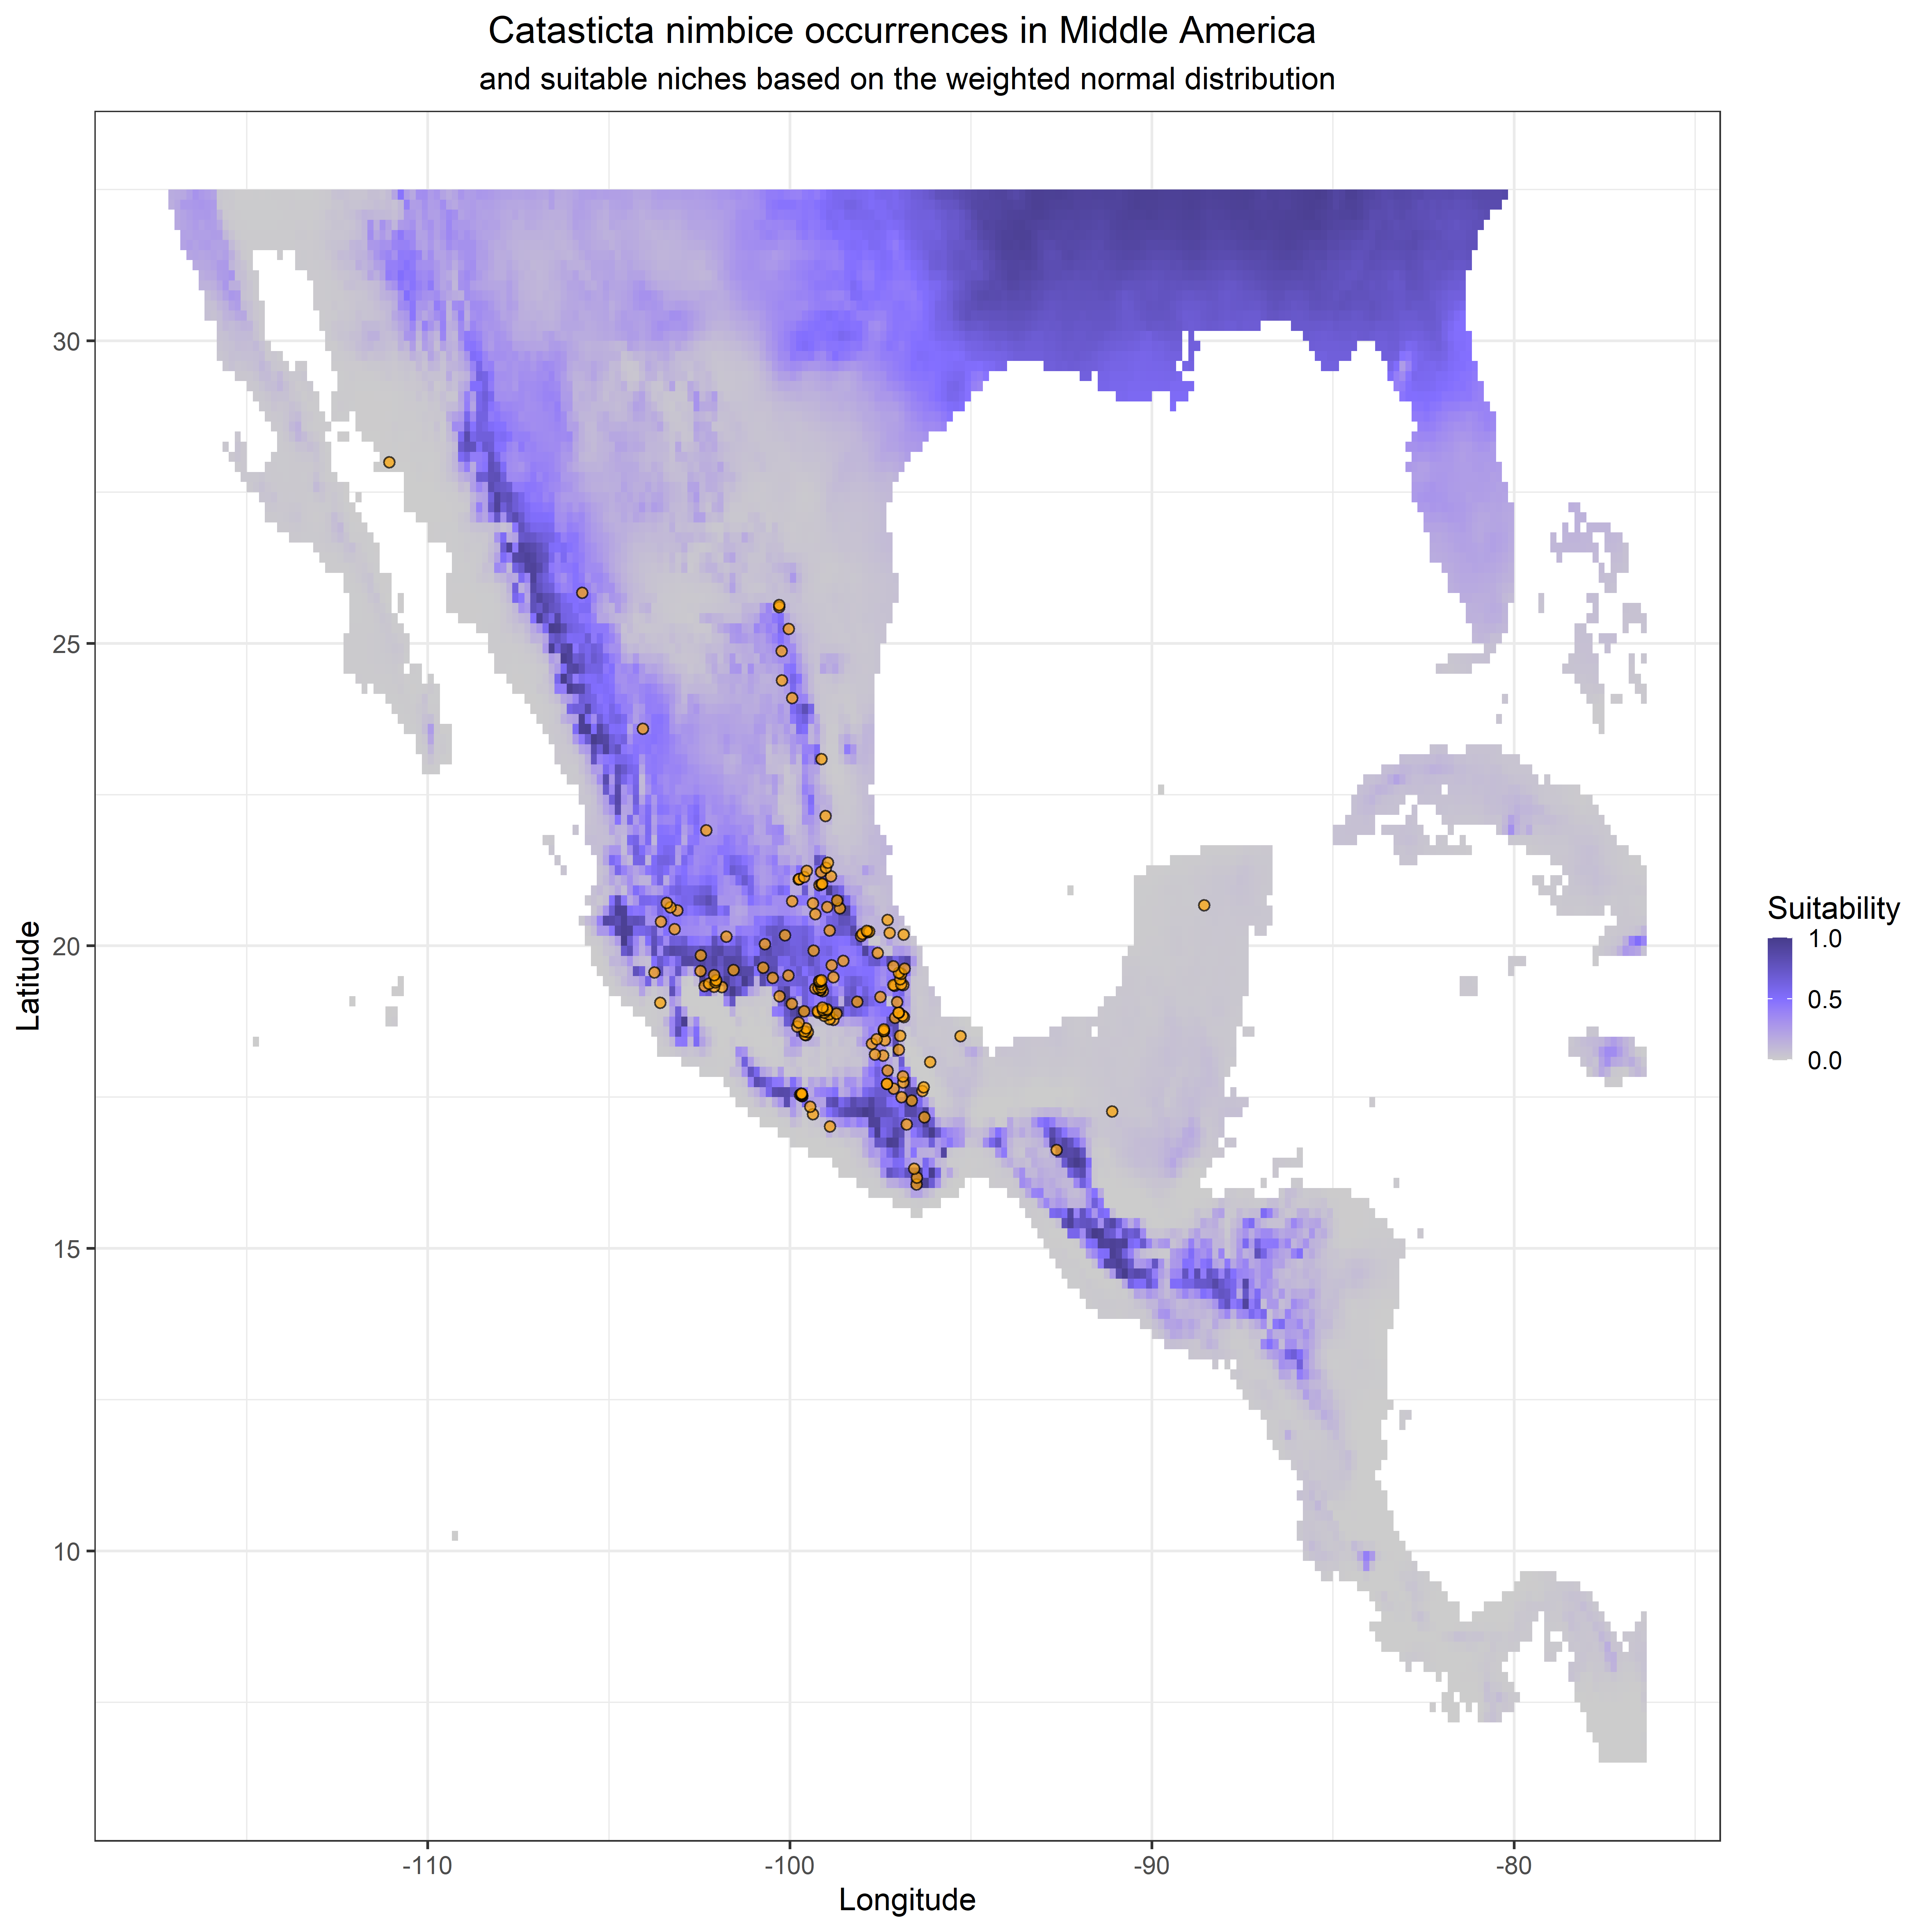 Catasticta nimbice occurrences in Middle America
and suitable niches based on the weighted normal distribution
30
25
20
15
10
Latitude
-110
-100
-90
-80
Longitude
Suitability
1.0
0.5
0.0